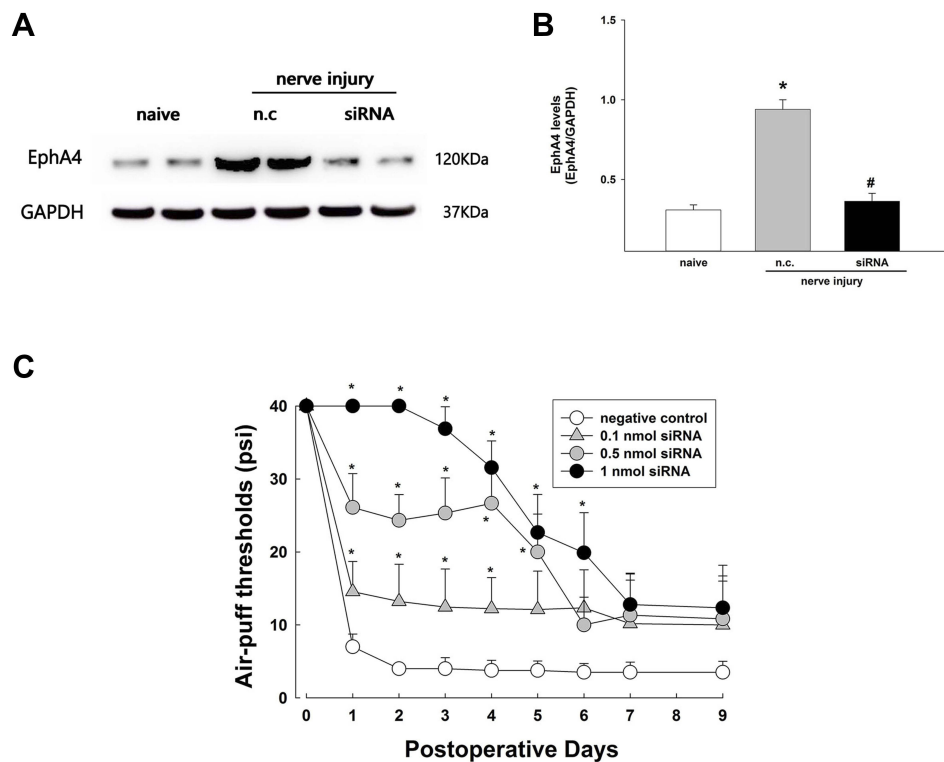 A
nerve injury
naive n.c siRNA
EphA4 120KDa
GAPDH 37KDa
B
EphA4 levels
(EphA4/GAPDH)
1.5
1.0
0.5
*
#
naive n.c. siRNA
nerve injury
C
Air-puff thresholds (psi)
40
30
20
10
0
* * * * * *
* * * * *
* * * *
negative control
0.1 nmol siRNA
0.5 nmol siRNA
1 nmol siRNA
0 1 2 3 4 5 6 7 8 9
Postoperative Days